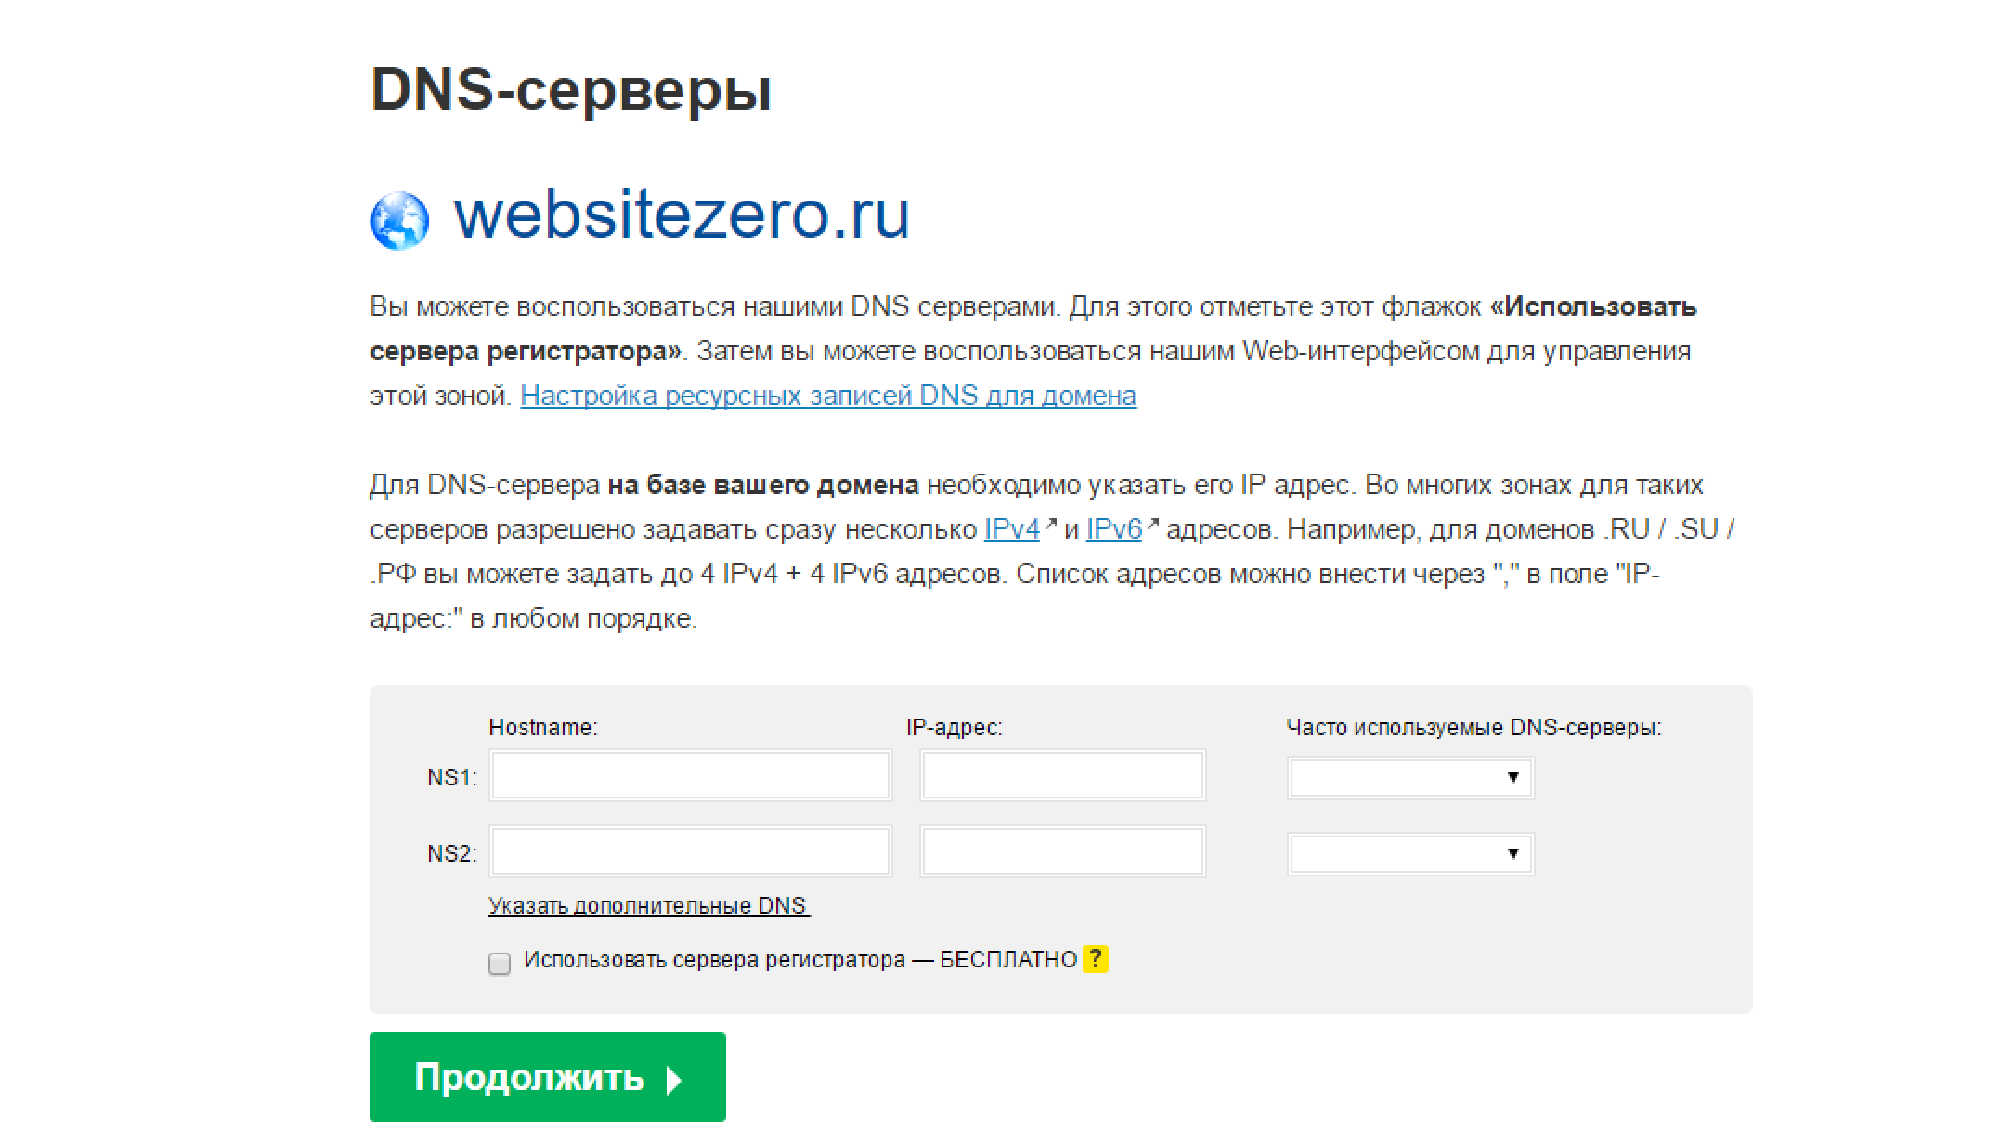 DNS-серверы
websitezero.ru
Вы можете воспользоваться нашими DNS серверами. Для этого отметьте этот флажок «Использовать
сервера регистратора». Затем вы можете воспользоваться нашим Web-интерфейсом для управления
этой зоной. Настройка ресурсных записей DNS для домена
Для DNS-сервера на базе вашего домена необходимо указать его IP адрес. Во многих зонах для таких
серверов разрешено задавать сразу несколько IPv4 и IPv6 адресов. Например, для доменов .RU / .SU /
.РФ вы можете задать до 4 IPv4 + 4 IPv6 адресов. Список адресов можно внести через "," в поле "IP-
адрес:" в любом порядке.
Hostname: IP-адрес: Часто используемые DNS-серверы:
NS1:
NS2:
Указать дополнительные DNS
Использовать сервера регистратора — БЕСПЛАТНО ?
Продолжить